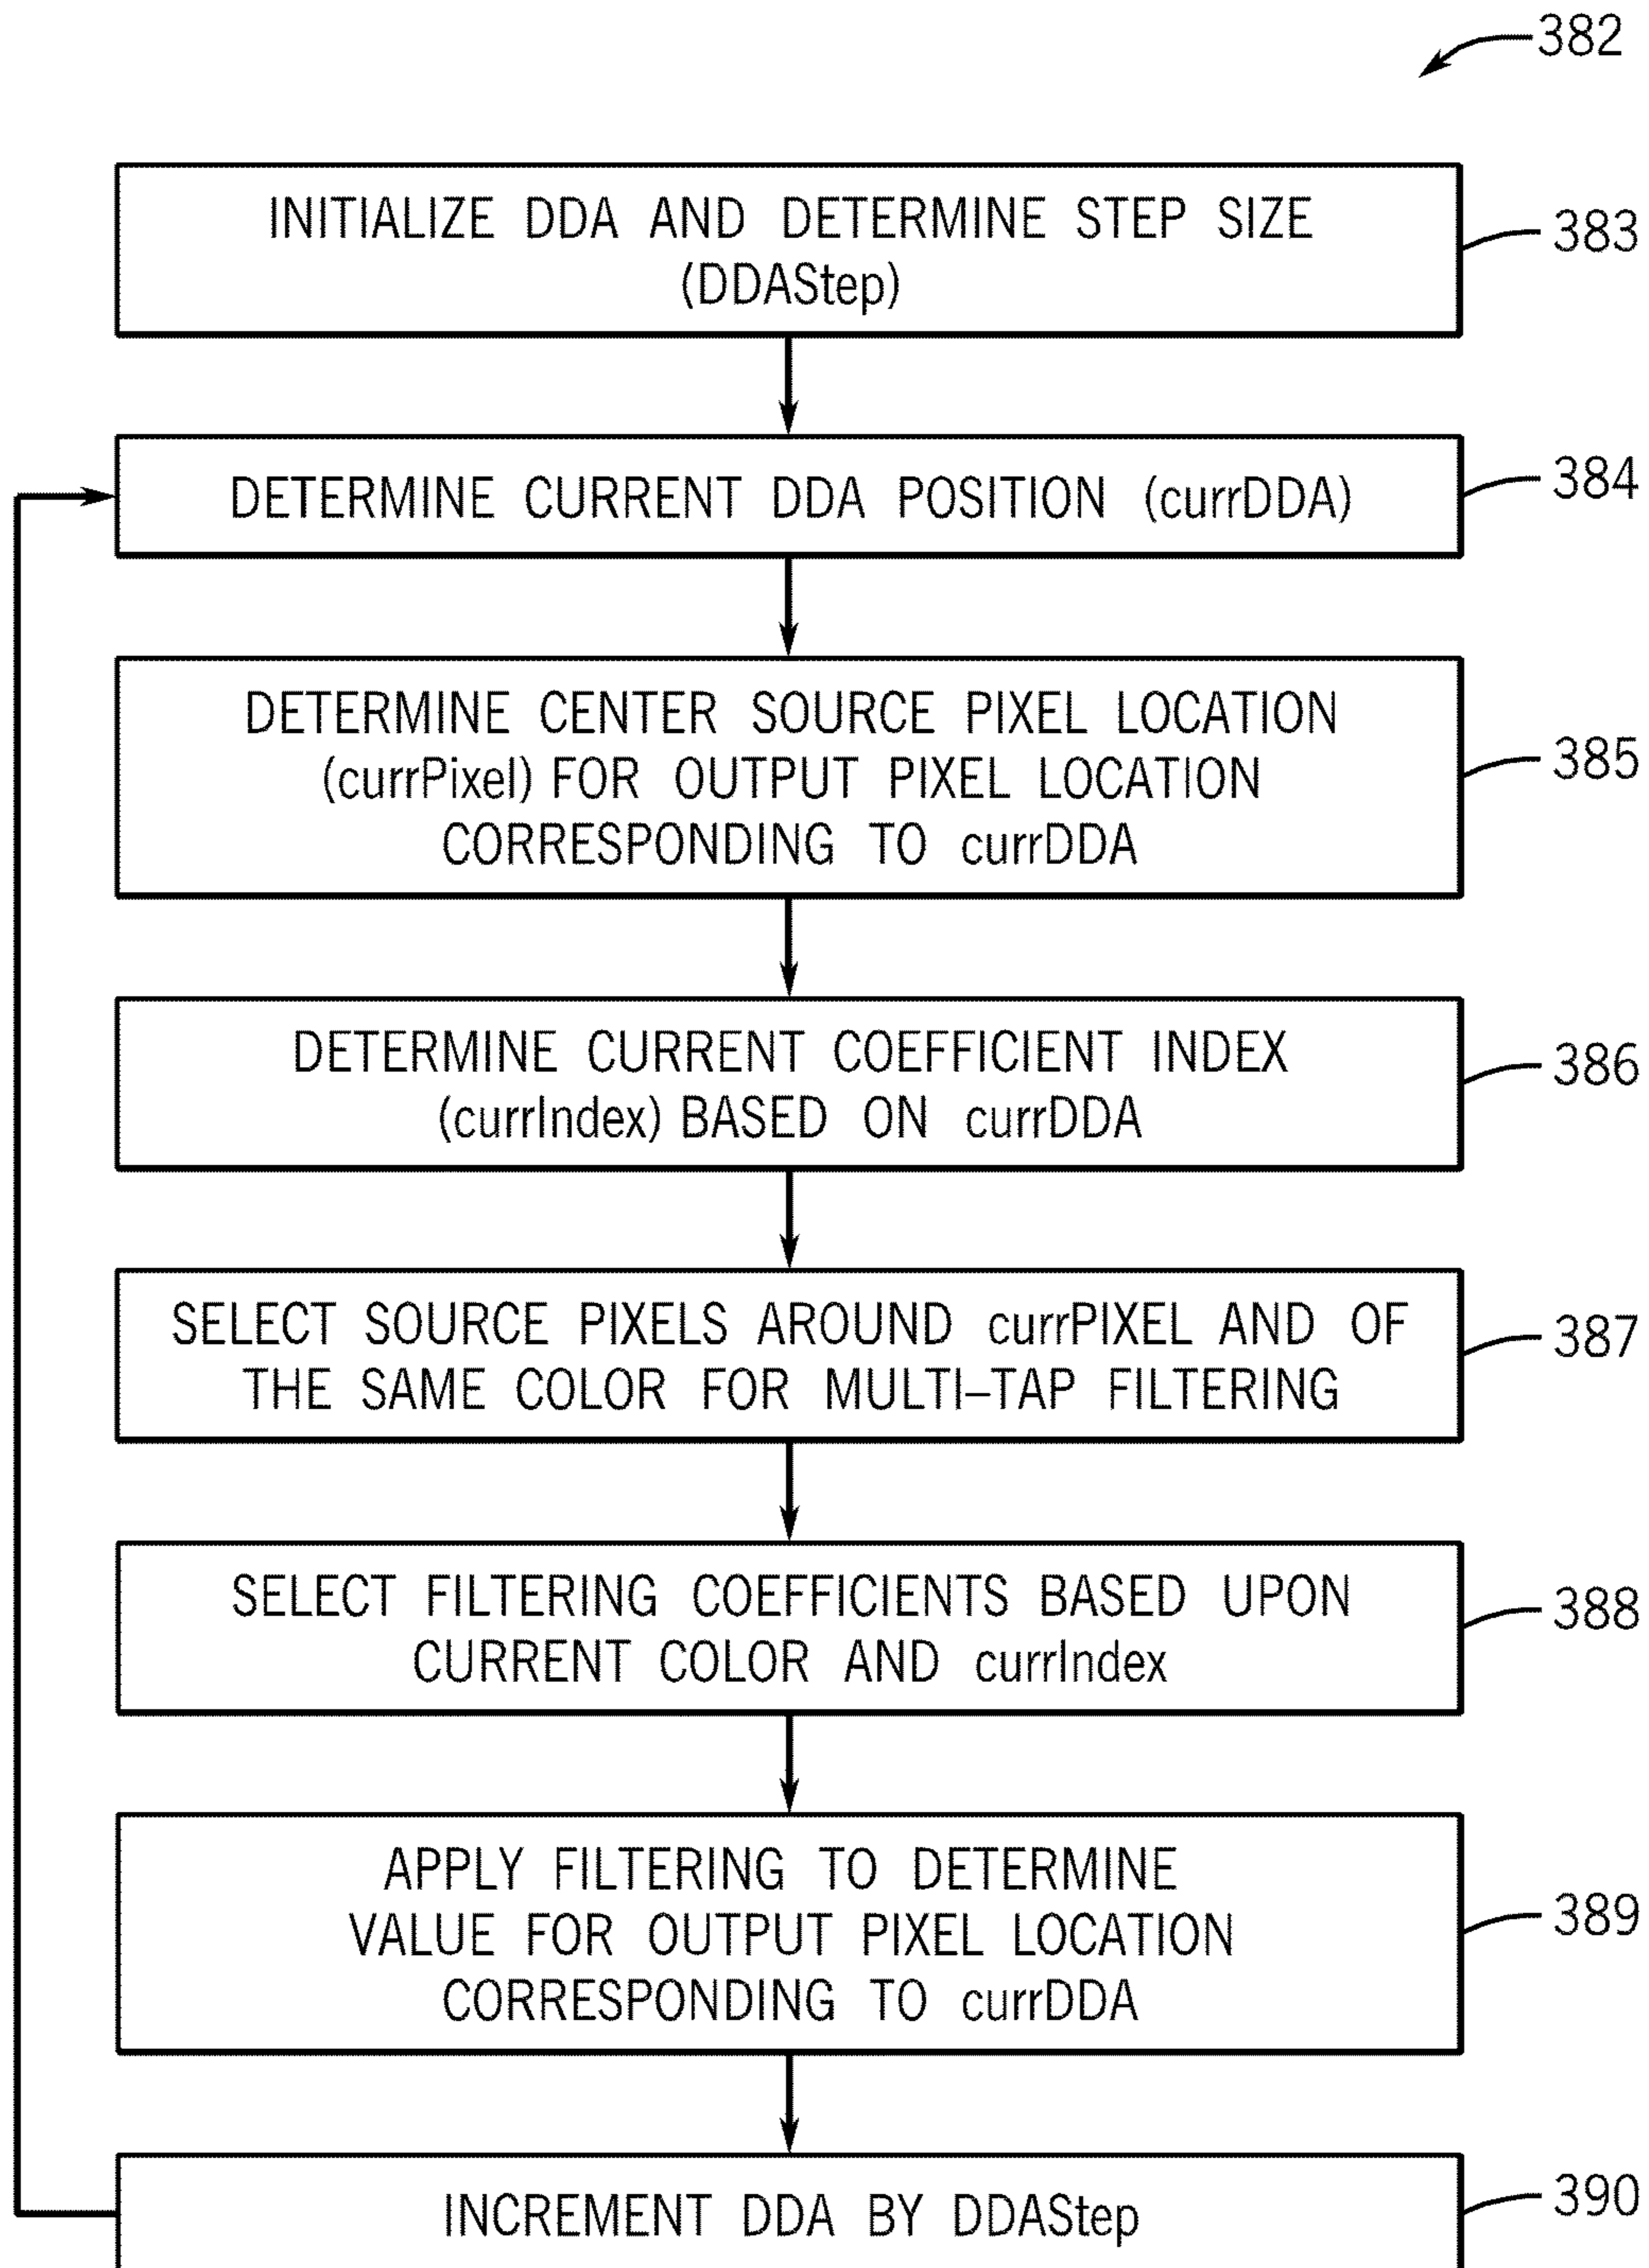 382
INITIALIZE DDA AND DETERMINE STEP SIZE
(DDAStep)
383
DETERMINE CURRENT DDA POSITION (currDDA)
384
DETERMINE CENTER SOURCE PIXEL LOCATION
(currPixel) FOR OUTPUT PIXEL LOCATION
CORRESPONDING TO currDDA
385
DETERMINE CURRENT COEFFICIENT INDEX
(currIndex) BASED ON currDDA
386
SELECT SOURCE PIXELS AROUND currPIXEL AND OF
THE SAME COLOR FOR MULTI–TAP FILTERING
387
SELECT FILTERING COEFFICIENTS BASED UPON
CURRENT COLOR AND currIndex
388
APPLY FILTERING TO DETERMINE
VALUE FOR OUTPUT PIXEL LOCATION
CORRESPONDING TO currDDA
389
INCREMENT DDA BY DDAStep
390